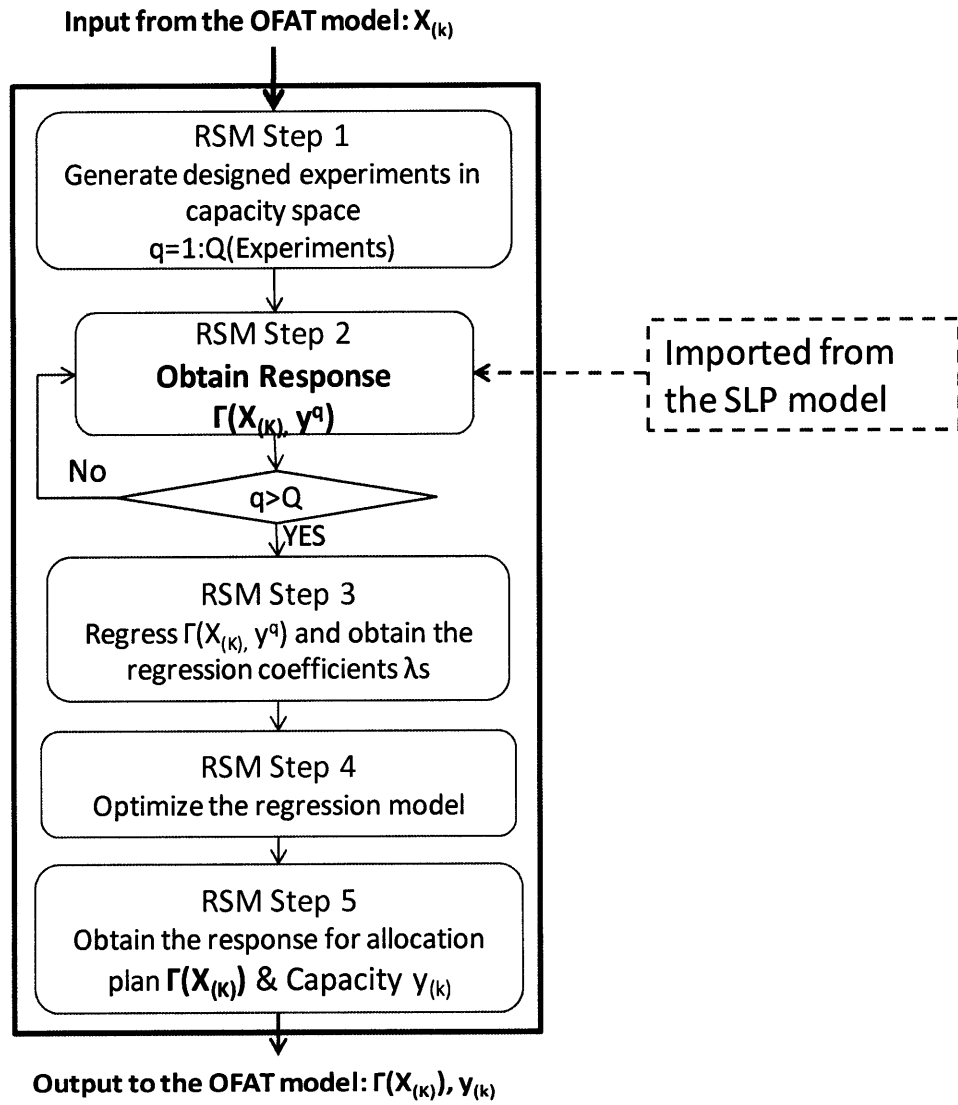 Input from the OFAT model: X(k)
RSM Step 1
Generate designed experiments in
capacity space
q=1:Q(Experiments)
RSM Step 2
Obtain Response
Γ(X(K), y^q)
Imported from
the SLP model
No
q>Q
YES
RSM Step 3
Regress Γ(X(K), y^q) and obtain the
regression coefficients λs
RSM Step 4
Optimize the regression model
RSM Step 5
Obtain the response for allocation
plan Γ(X(K)) & Capacity y(k)
Output to the OFAT model: Γ(X(K)), y(k)